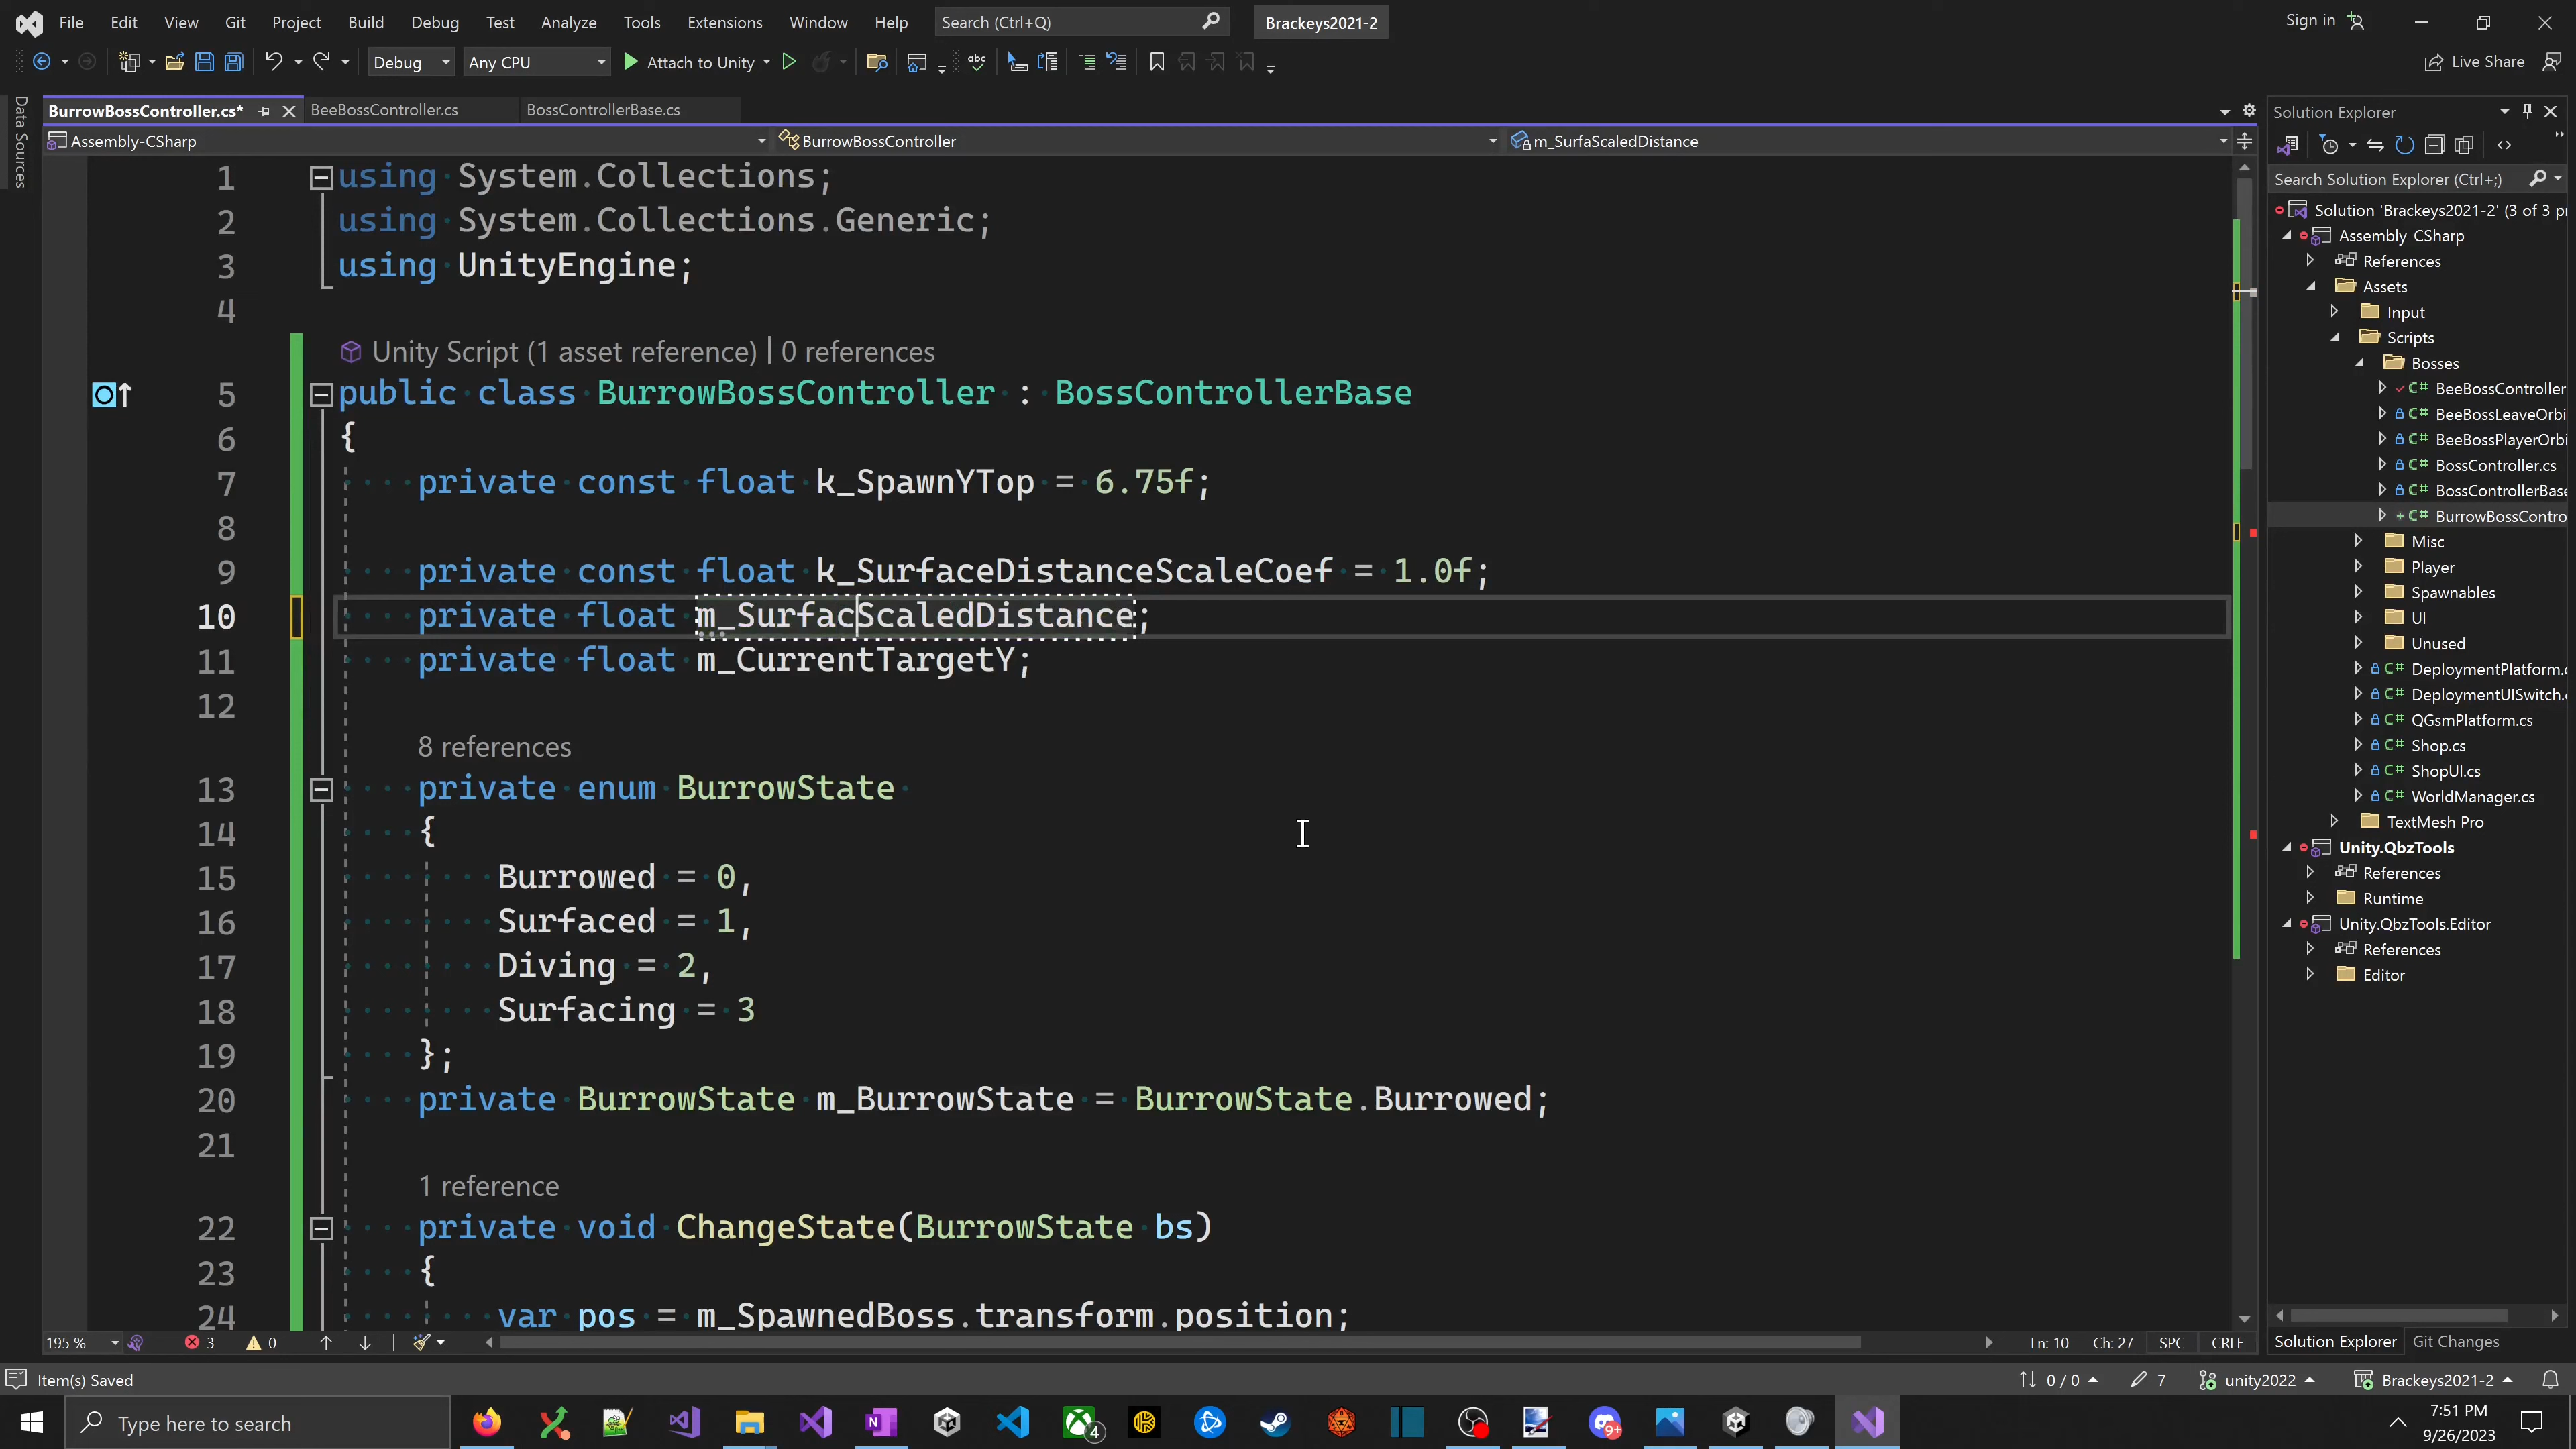 File Edit View Git Project Build Debug Test Analyze Tools Extensions Window Help Search (Ctrl+Q) Brackeys2021-2 Sign in
Debug Any CPU Attach to Unity Live Share
BurrowBossController.cs* BeeBossController.cs BossControllerBase.cs
Assembly-CSharp BurrowBossController m_SurfaScaledDistance
Data Sources
1 using System.Collections;
2 using System.Collections.Generic;
3 using UnityEngine;
4
Unity Script (1 asset reference) | 0 references
5 public class BurrowBossController : BossControllerBase
6 {
7 private const float k_SpawnYTop = 6.75f;
8
9 private const float k_SurfaceDistanceScaleCoef = 1.0f;
10 private float m_SurfacScaledDistance;
11 private float m_CurrentTargetY;
12
8 references
13 private enum BurrowState
14 {
15 Burrowed = 0,
16 Surfaced = 1,
17 Diving = 2,
18 Surfacing = 3
19 };
20 private BurrowState m_BurrowState = BurrowState.Burrowed;
21
1 reference
22 private void ChangeState(BurrowState bs)
23 {
24 var pos = m_SpawnedBoss.transform.position;
195 % 3 0 Ln: 10 Ch: 27 SPC CRLF
Solution Explorer
Search Solution Explorer (Ctrl+;)
Solution 'Brackeys2021-2' (3 of 3 pr
Assembly-CSharp
References
Assets
Input
Scripts
Bosses
C# BeeBossController
C# BeeBossLeaveOrbi
C# BeeBossPlayerOrbi
C# BossController.cs
C# BossControllerBase
C# BurrowBossContro
Misc
Player
Spawnables
UI
Unused
C# DeploymentPlatform.c
C# DeploymentUISwitch.c
C# QGsmPlatform.cs
C# Shop.cs
C# ShopUI.cs
C# WorldManager.cs
TextMesh Pro
Unity.QbzTools
References
Runtime
Unity.QbzTools.Editor
References
Editor
Solution Explorer Git Changes
Item(s) Saved 0 / 0 7 unity2022 Brackeys2021-2
Type here to search 4 9+ 7:51 PM
9/26/2023